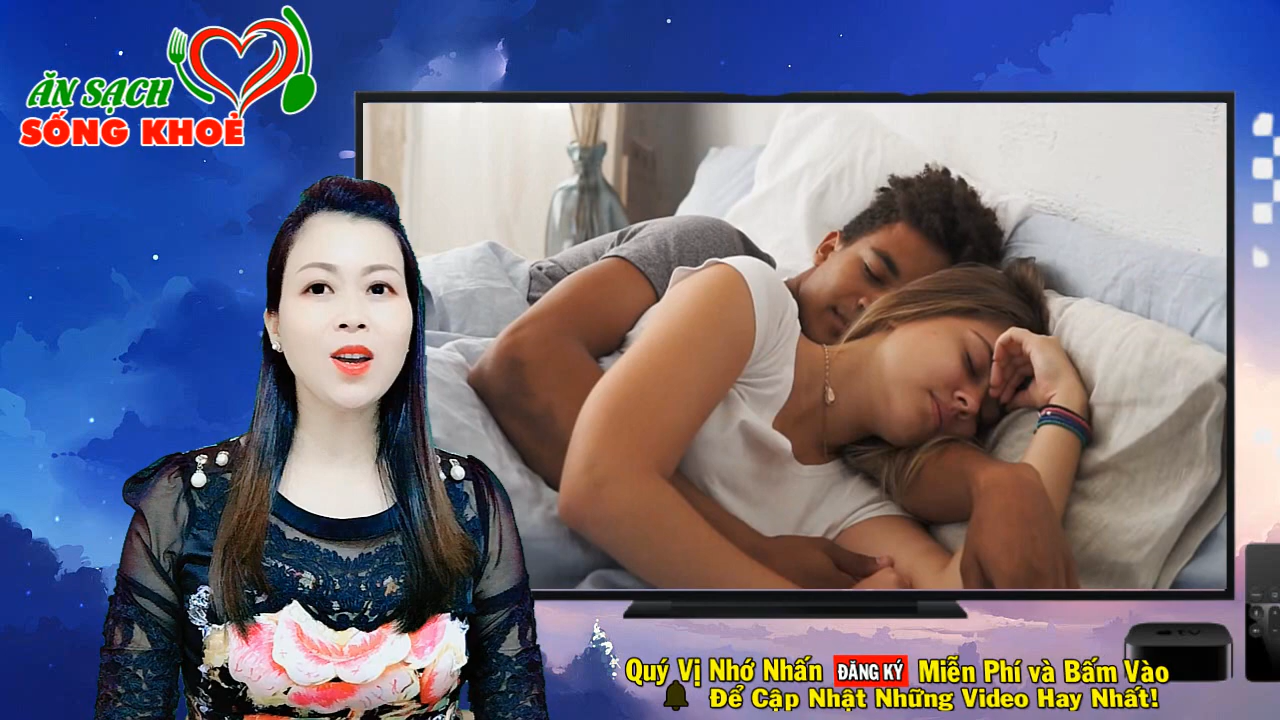 ĂN SẠCH
SỐNG KHOẺ
Quý Vị Nhớ Nhấn ĐĂNG KÝ Miễn Phí và Bấm Vào
Để Cập Nhật Những Video Hay Nhất!
tv